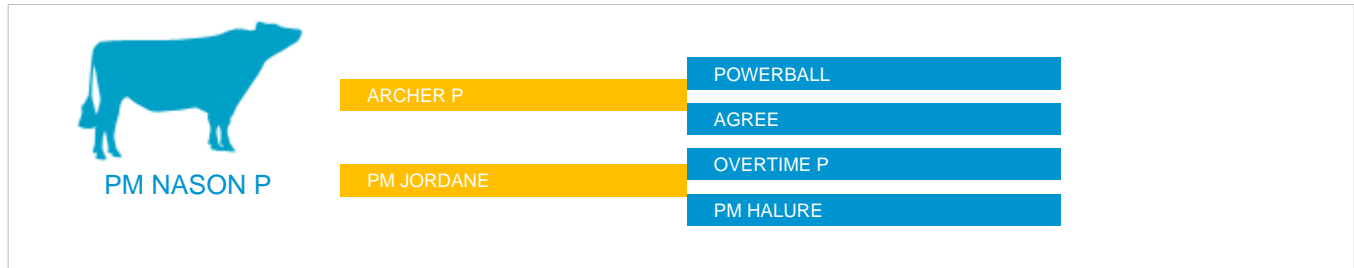 PM NASON P
ARCHER P
PM JORDANE
POWERBALL
AGREE
OVERTIME P
PM HALURE